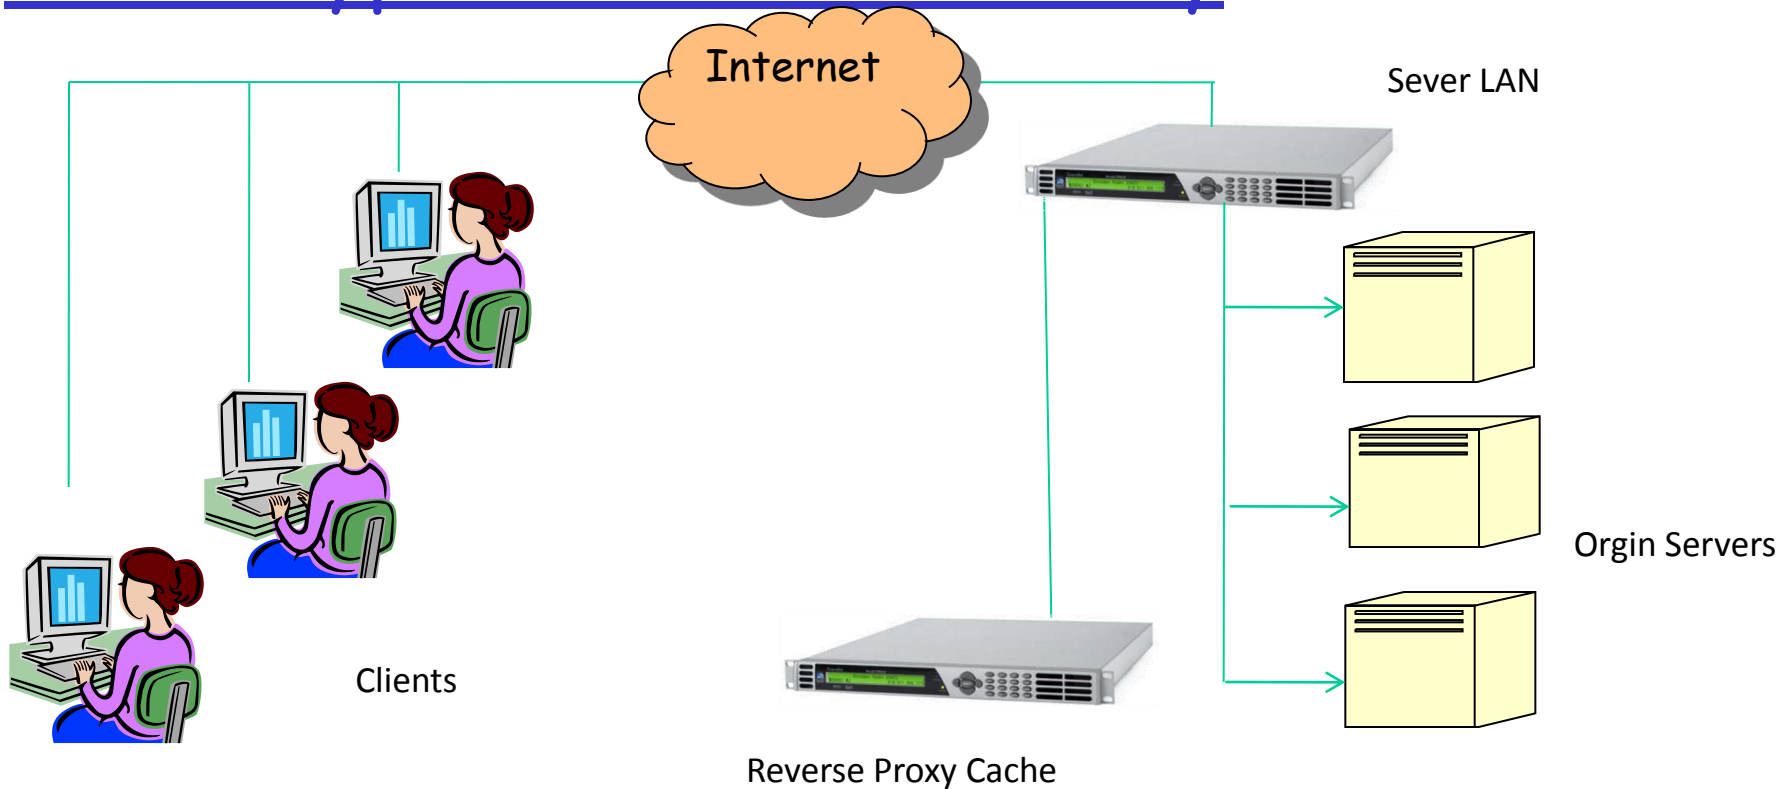 Internet
Sever LAN
Orgin Servers
Clients
Reverse Proxy Cache